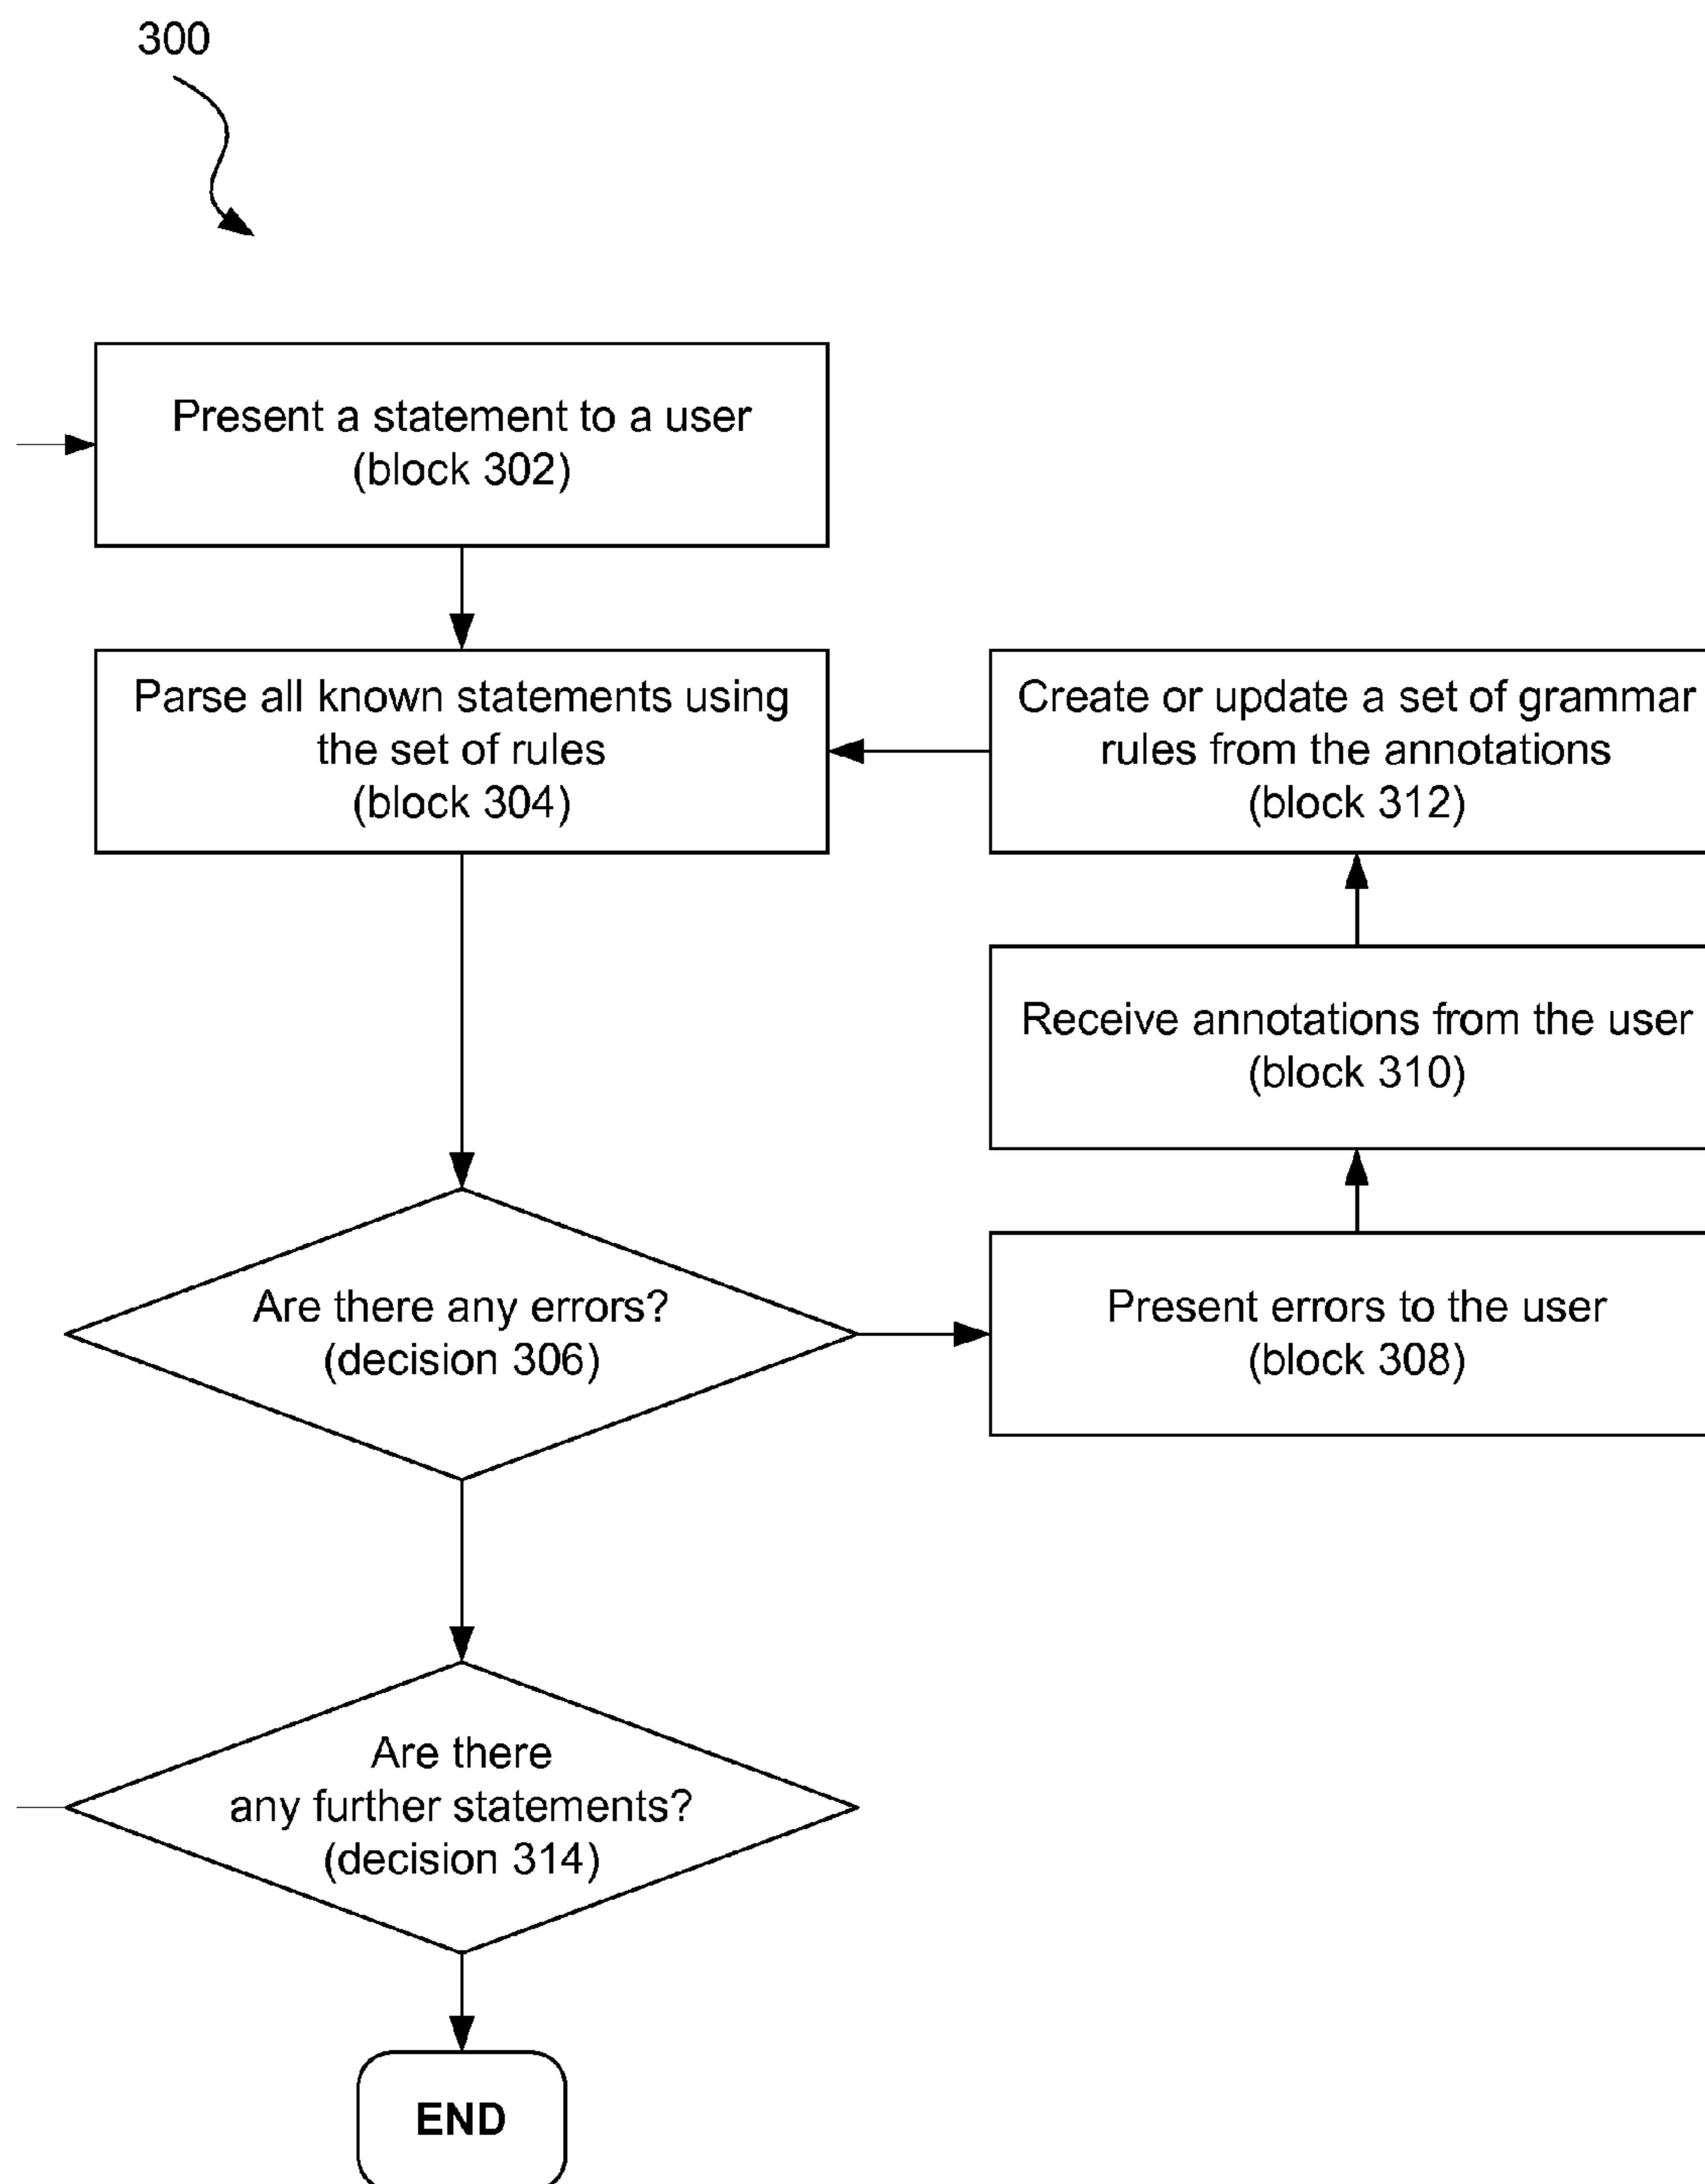 300
Present a statement to a user
(block 302)
Parse all known statements using
the set of rules
(block 304)
Create or update a set of grammar
rules from the annotations
(block 312)
Receive annotations from the user
(block 310)
Are there any errors?
(decision 306)
Present errors to the user
(block 308)
Are there
any further statements?
(decision 314)
END